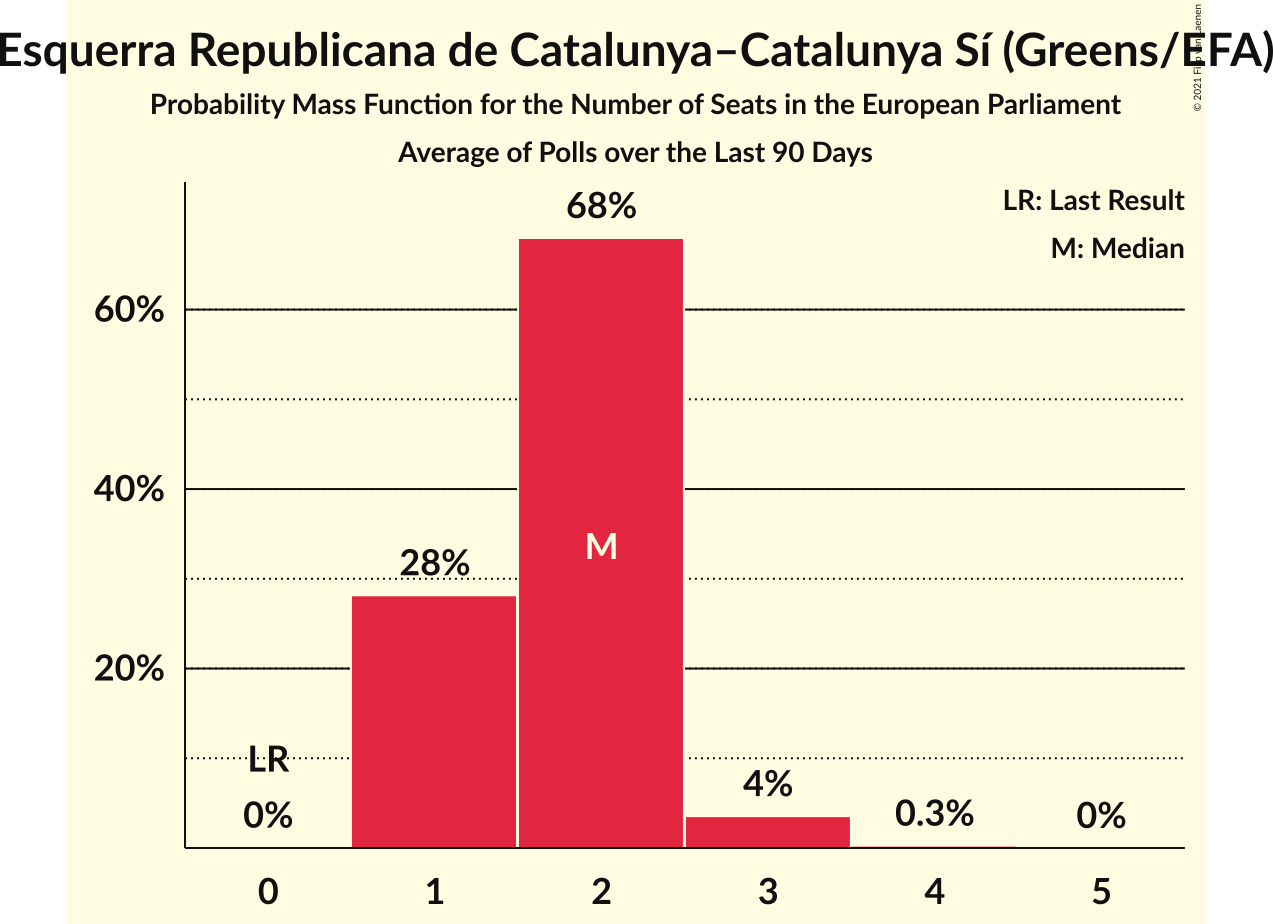 Esquerra Republicana de Catalunya–Catalunya Sí (Greens/EFA)
Probability Mass Function for the Number of Seats in the European Parliament
Average of Polls over the Last 90 Days
© 2021
LR: Last Result
M: Median
68%
60%
40%
M
28%
20%
LR
0%
4%
0.3%
0%
0 1 2 3 4 5